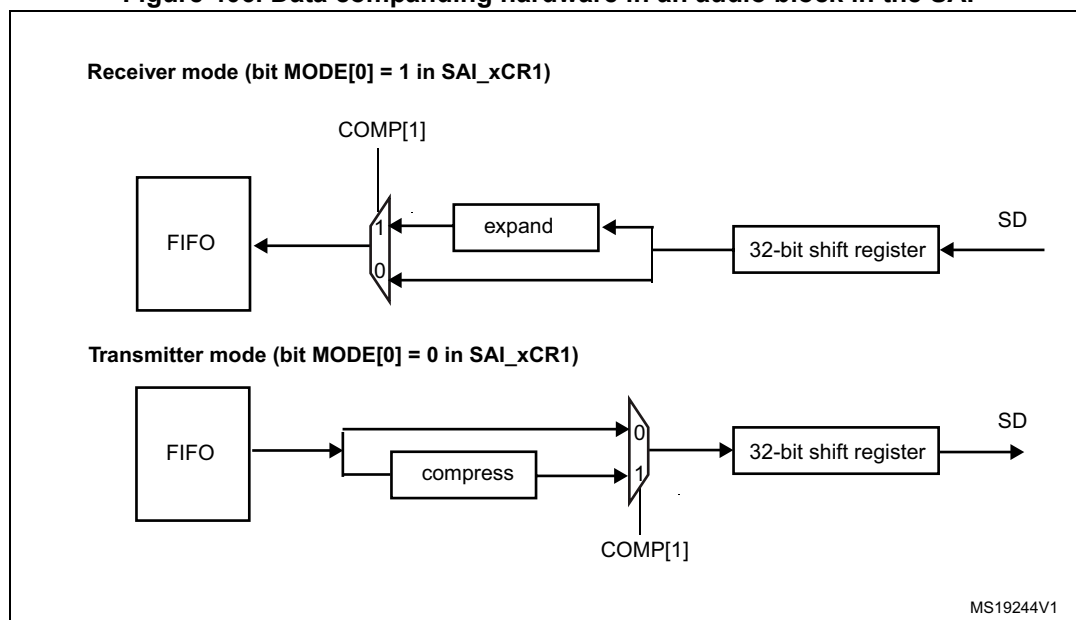 Receiver mode (bit MODE[0] = 1 in SAI_xCR1)
COMP[1]
FIFO
1
0
expand
32-bit shift register
SD
Transmitter mode (bit MODE[0] = 0 in SAI_xCR1)
FIFO
compress
0
1
32-bit shift register
SD
COMP[1]
MS19244V1